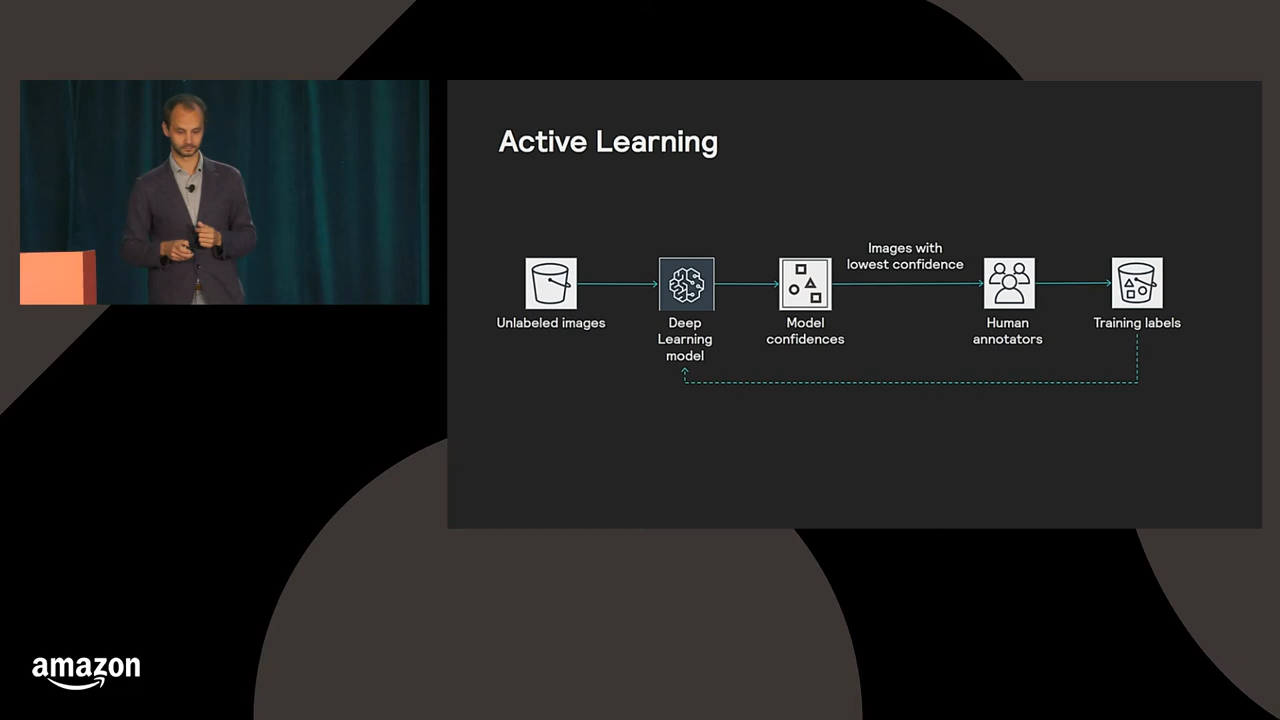 Active Learning
Images with
lowest confidence
Unlabeled images
Deep
Learning
model
Model
confidences
Human
annotators
Training labels
amazon